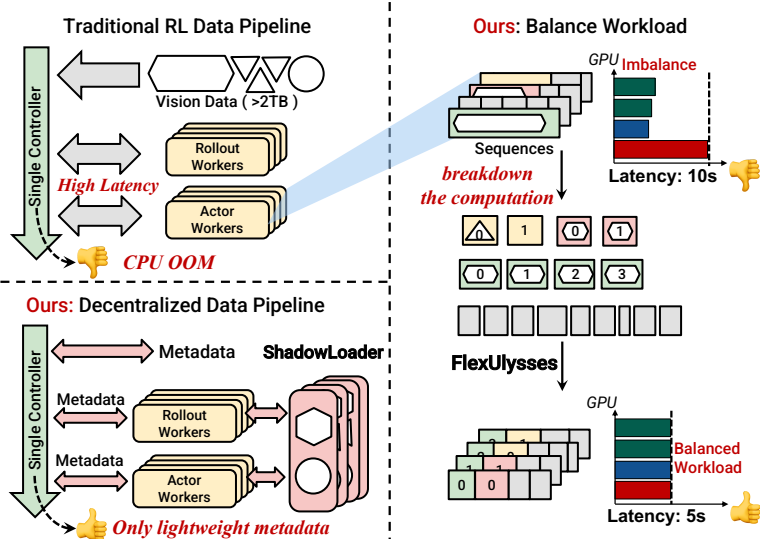 Traditional RL Data Pipeline
Single Controller
Vision Data ( >2TB )
Rollout
Workers
High Latency
Actor
Workers
CPU OOM
Ours: Decentralized Data Pipeline
Single Controller
Metadata
ShadowLoader
Metadata
Rollout
Workers
Metadata
Actor
Workers
Only lightweight metadata
Ours: Balance Workload
GPU
Imbalance
Sequences
Latency: 10s
breakdown
the computation
0 1 0 1
0 1 2 3
FlexUlysses
GPU
Balanced
Workload
1 1
0 0
Latency: 5s